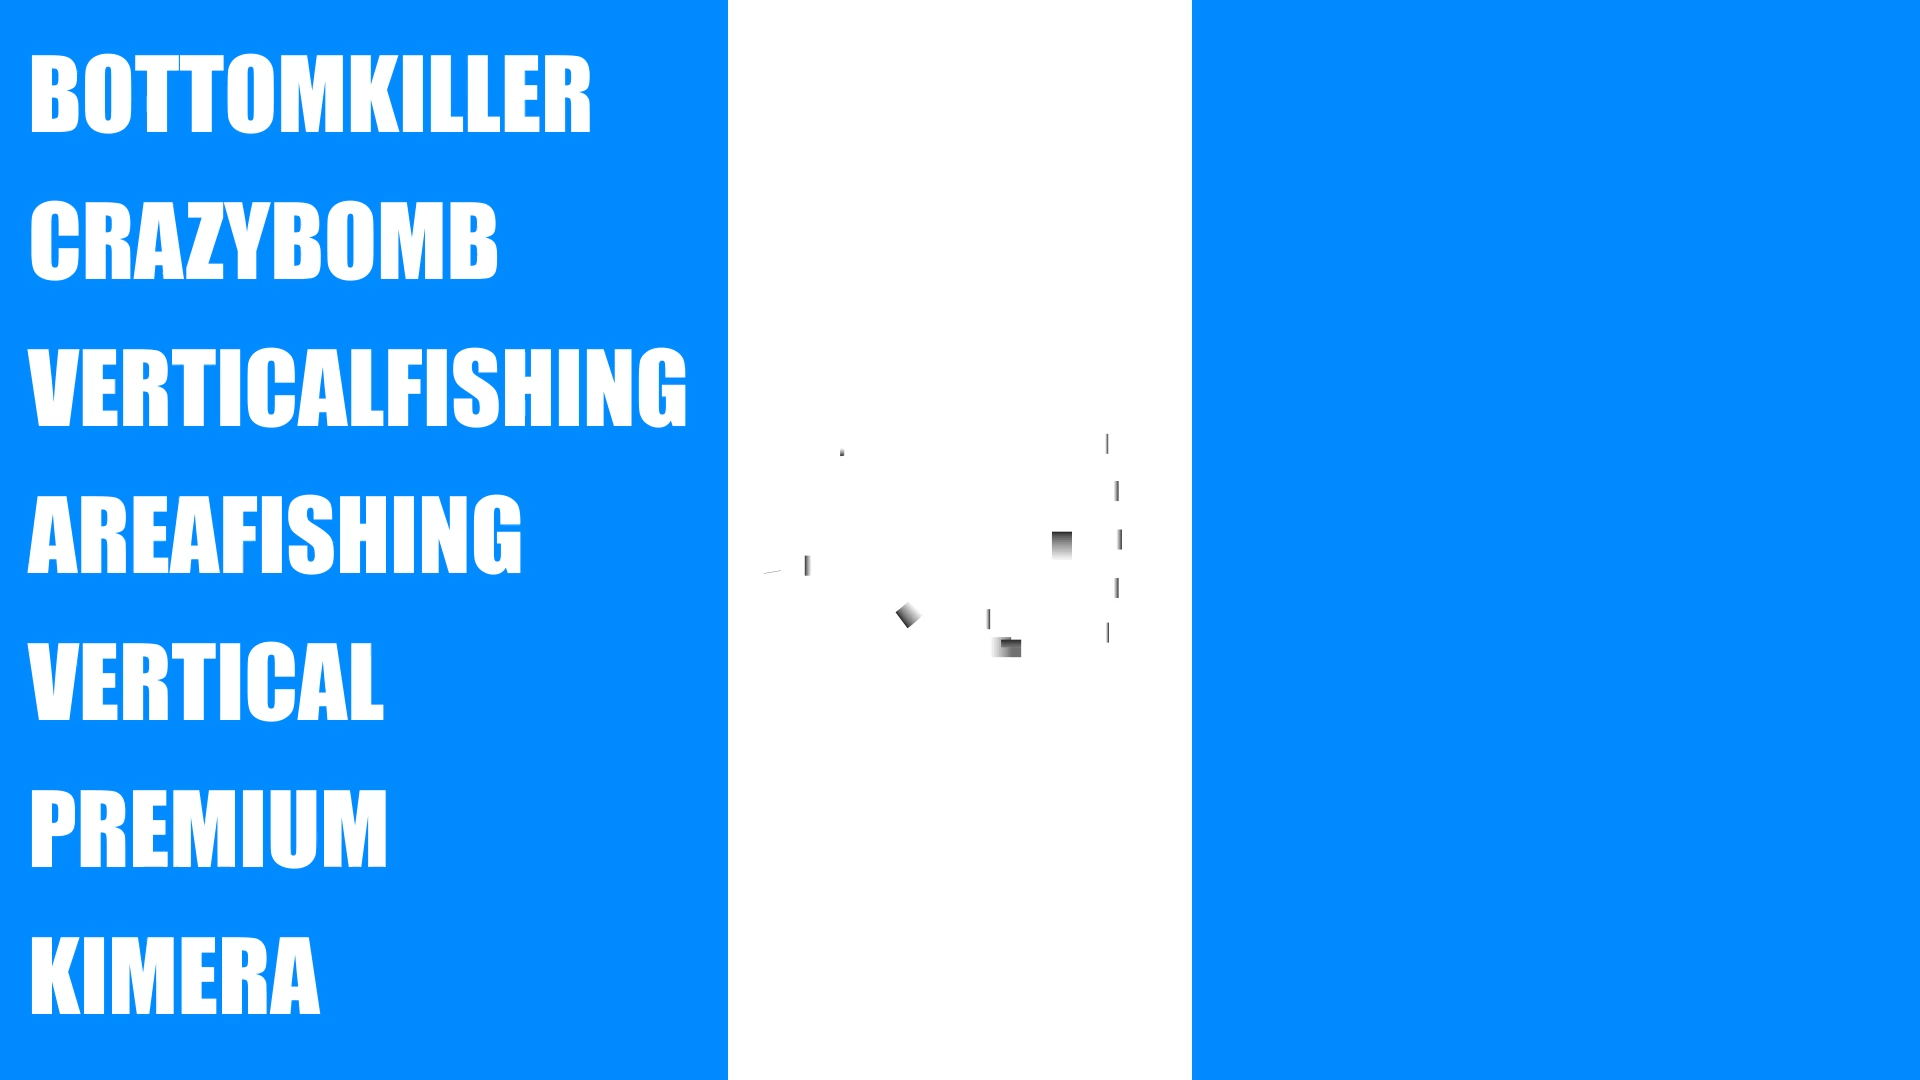 BOTTOMKILLER
CRAZYBOMB
VERTICALFISHING
AREAFISHING
VERTICAL
PREMIUM
KIMERA